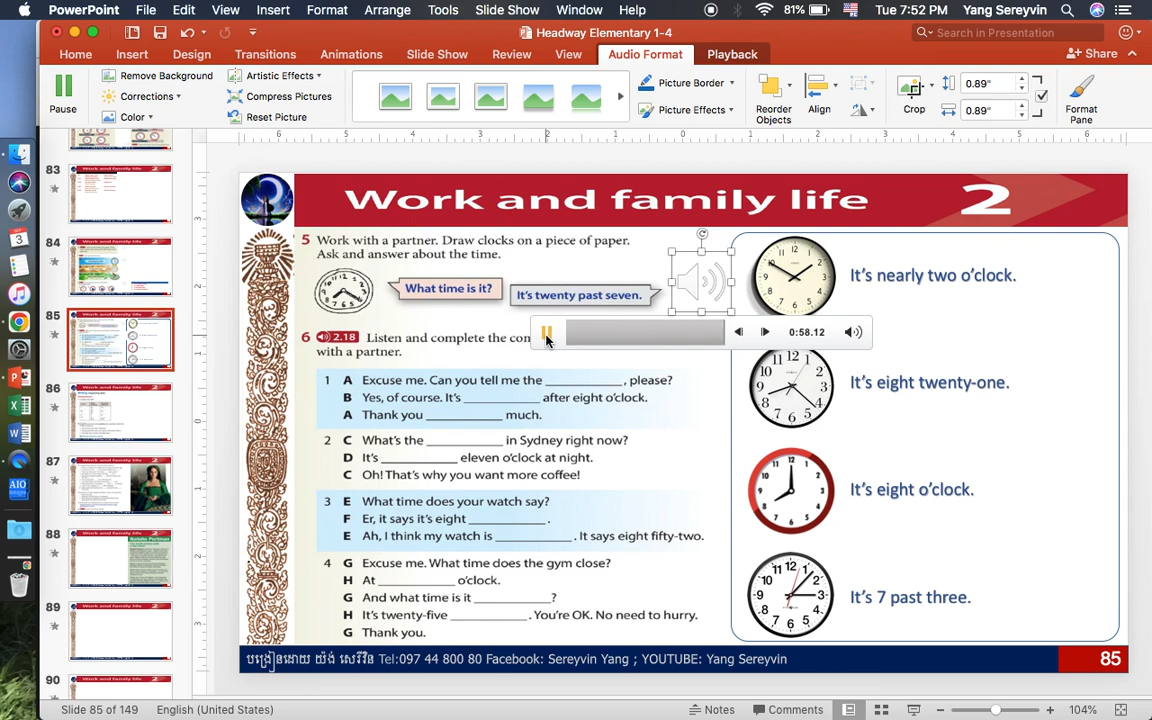 PowerPoint File Edit View Insert Format Arrange Tools Slide Show Window Help 81% Tue 7:52 PM Yang Sereyvin
Headway Elementary 1-4
Search in Presentation
Home Insert Design Transitions Animations Slide Show Review View Audio Format Playback Share
Pause
Remove Background
Corrections
Color
Artistic Effects
Compress Pictures
Reset Picture
Picture Border
Picture Effects
Reorder
Objects
Align
Crop
0.89"
0.89"
Format
Pane
83
84
85
86
87
88
89
90
Work and family life 2
5 Work with a partner. Draw clocks on a piece of paper.
Ask and answer about the time.
What time is it?
It's twenty past seven.
6 2.18 Listen and complete the con
with a partner.
0:58.12
1 A Excuse me. Can you tell me the __________, please?
B Yes, of course. It's __________ after eight o'clock.
A Thank you __________ much.
2 C What's the __________ in Sydney right now?
D It's __________ eleven o'clock at night.
C Oh! That's why you want more coffee!
3 E What time does your watch say?
F Er, it says it's eight __________.
E Ah, I think my watch is __________. It says eight fifty-two.
4 G Excuse me. What time does the gym close?
H At __________ o'clock.
G And what time is it __________?
H It's twenty-five __________. You're OK. No need to hurry.
G Thank you.
It's nearly two o'clock.
It's eight twenty-one.
It's eight o'clock.
It's 7 past three.
បង្រៀនដោយ យ៉ង់ សេរីវិន Tel:097 44 800 80 Facebook: Sereyvin Yang ; YOUTUBE: Yang Sereyvin
85
Slide 85 of 149 English (United States) Notes Comments 104%